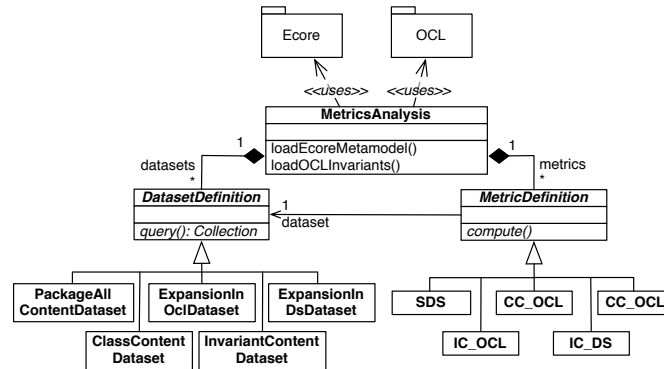 Ecore
OCL
<<uses>>
<<uses>>
MetricsAnalysis
loadEcoreMetamodel()
loadOCLInvariants()
1
1
datasets
*
metrics
*
DatasetDefinition
query(): Collection
1
dataset
MetricDefinition
compute()
PackageAll
ContentDataset
ExpansionIn
OclDataset
ExpansionIn
DsDataset
ClassContent
Dataset
InvariantContent
Dataset
SDS
CC_OCL
CC_OCL
IC_OCL
IC_DS